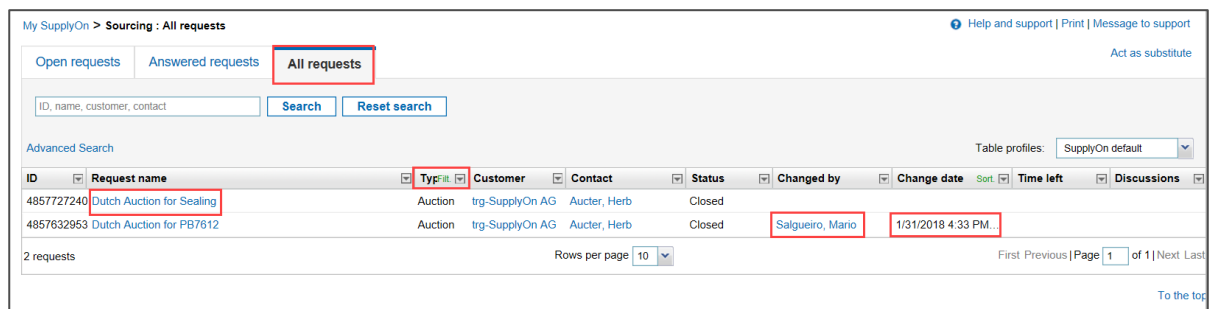 My SupplyOn > Sourcing : All requests
Help and support | Print | Message to support
Open requests Answered requests All requests
Act as substitute
ID, name, customer, contact Search Reset search
Advanced Search Table profiles: SupplyOn default
ID Request name Typ Filt. Customer Contact Status Changed by Change date Sort. Time left Discussions
4857727240 Dutch Auction for Sealing Auction trg-SupplyOn AG Aucter, Herb Closed
4857632953 Dutch Auction for PB7612 Auction trg-SupplyOn AG Aucter, Herb Closed Salgueiro, Mario 1/31/2018 4:33 PM...
2 requests Rows per page 10 First Previous | Page 1 of 1 | Next Last
To the top